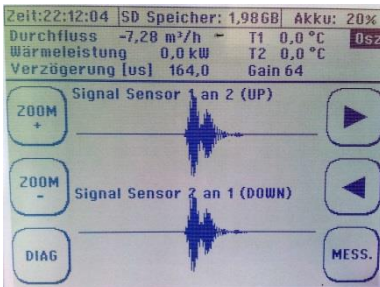 Zeit:22:12:04 SD Speicher: 1,98GB Akku: 20%
Durchfluss -7,28 m³/h - T1 0,0 °C Osz
Wärmeleistung 0,0 kW T2 0,0 °C
Verzögerung [us] 164,0 Gain 64
Signal Sensor 1 an 2 (UP)
ZOOM
+
ZOOM
-
Signal Sensor 2 an 1 (DOWN)
DIAG
MESS.